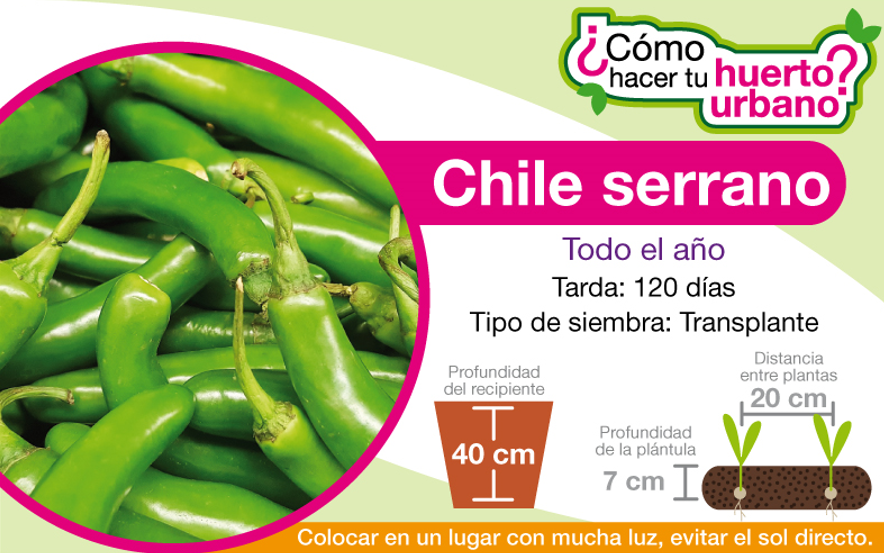 ¿Cómo
hacer tu huerto
urbano?
Chile serrano
Todo el año
Tarda: 120 días
Tipo de siembra: Transplante
Profundidad
del recipiente
40 cm
Distancia
entre plantas
20 cm
Profundidad
de la plántula
7 cm
Colocar en un lugar con mucha luz, evitar el sol directo.